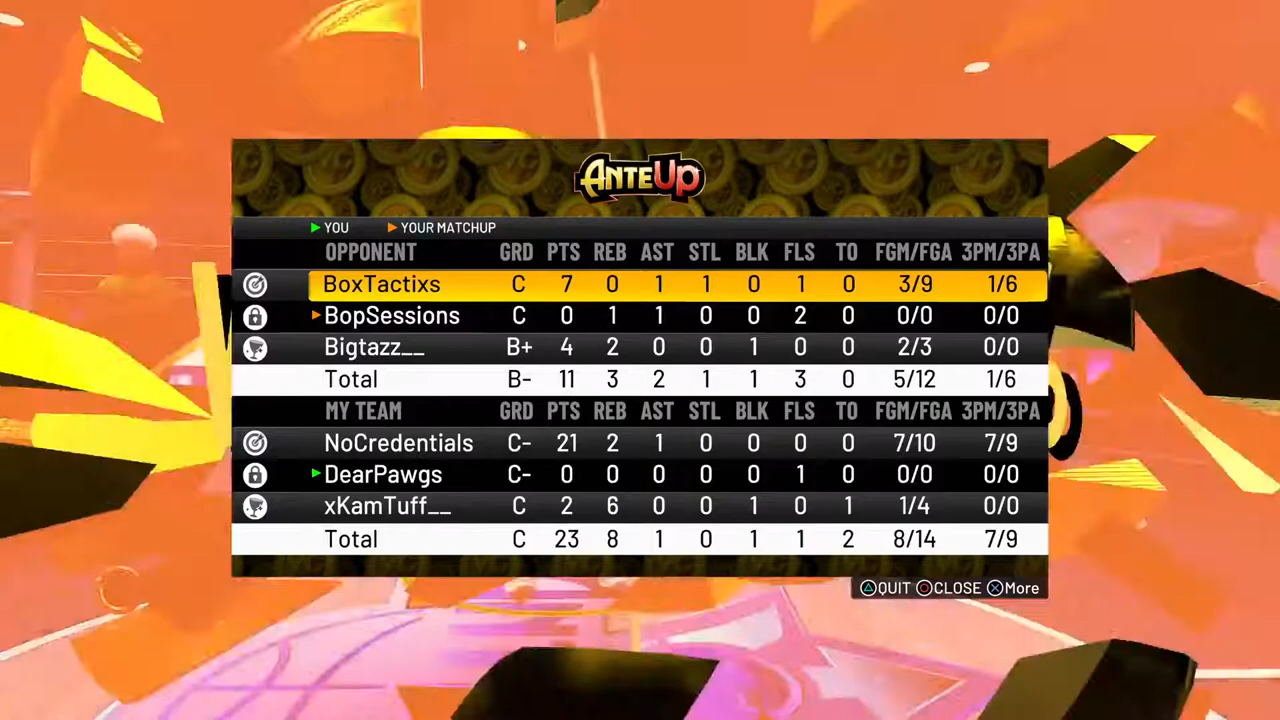 ANTEUP
YOU YOUR MATCHUP
OPPONENT GRD PTS REB AST STL BLK FLS TO FGM/FGA 3PM/3PA
BoxTactixs C 7 0 1 1 0 1 0 3/9 1/6
BopSessions C 0 1 1 0 0 2 0 0/0 0/0
Bigtazz__ B+ 4 2 0 0 1 0 0 2/3 0/0
Total B- 11 3 2 1 1 3 0 5/12 1/6
MY TEAM GRD PTS REB AST STL BLK FLS TO FGM/FGA 3PM/3PA
NoCredentials C- 21 2 1 0 0 0 0 7/10 7/9
DearPawgs C- 0 0 0 0 0 1 0 0/0 0/0
xKamTuff__ C 2 6 0 0 1 0 1 1/4 0/0
Total C 23 8 1 0 1 1 2 8/14 7/9
QUIT CLOSE More